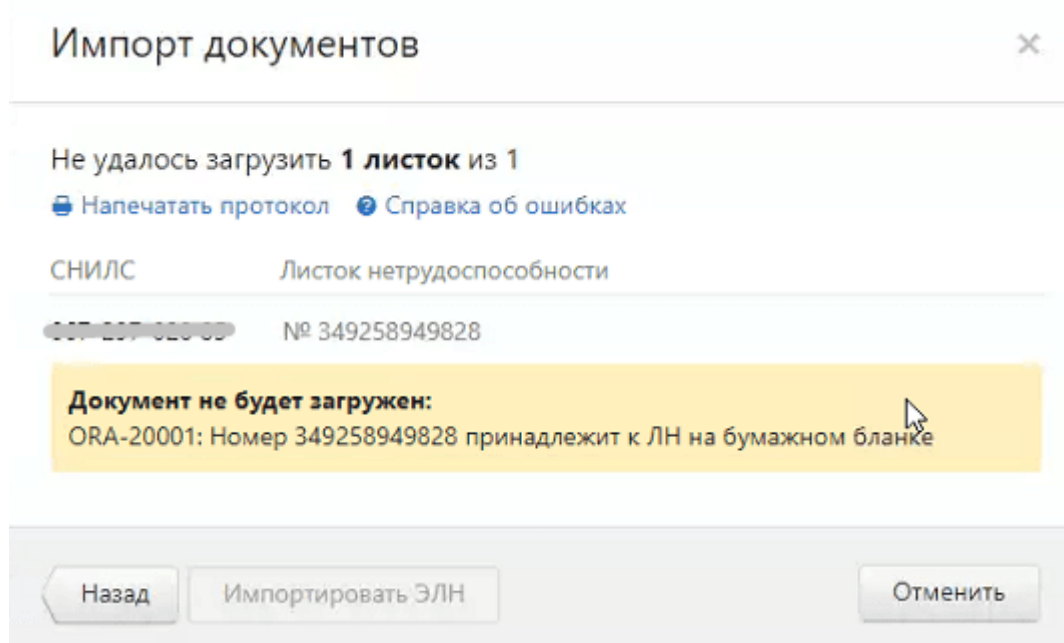 Импорт документов
Не удалось загрузить 1 листок из 1
Напечатать протокол Справка об ошибках
СНИЛС Листок нетрудоспособности
№ 349258949828
Документ не будет загружен:
ORA-20001: Номер 349258949828 принадлежит к ЛН на бумажном бланке
Назад Импортировать ЭЛН Отменить